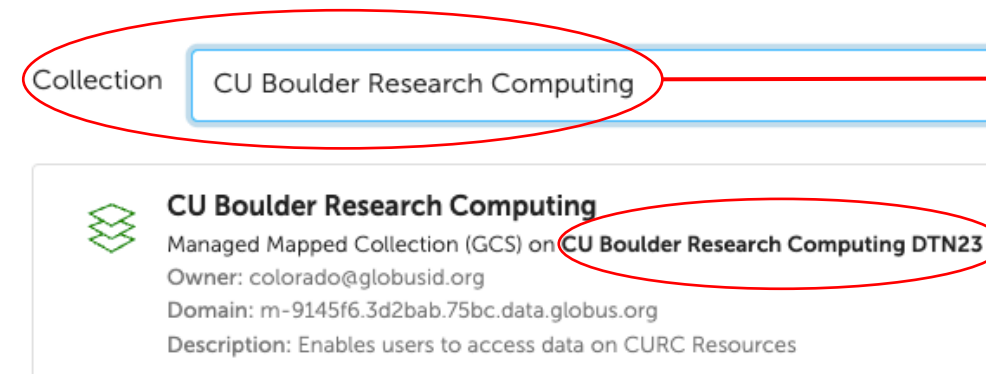 Collection CU Boulder Research Computing
CU Boulder Research Computing
Managed Mapped Collection (GCS) on CU Boulder Research Computing DTN23
Owner: colorado@globusid.org
Domain: m-9145f6.3d2bab.75bc.data.globus.org
Description: Enables users to access data on CURC Resources